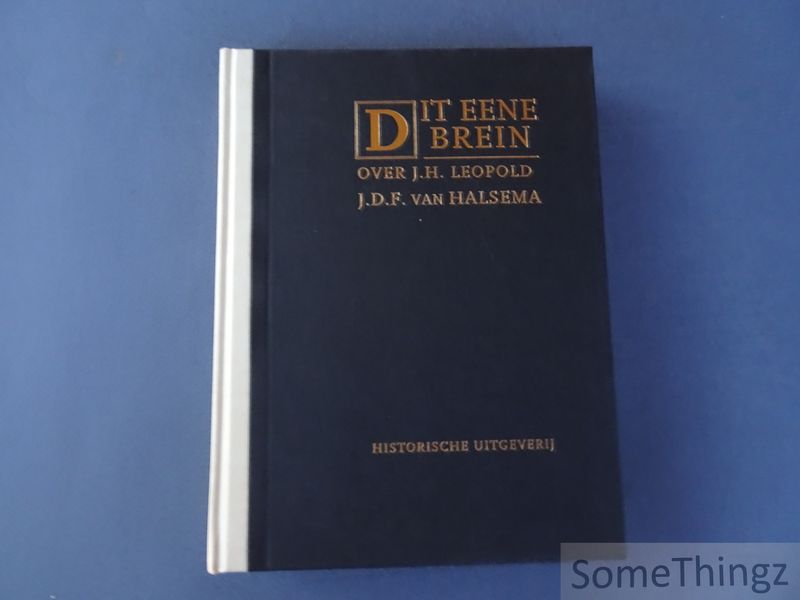 DIT EENE
BREIN
OVER J.H. LEOPOLD
J.D.F. VAN HALSEMA
HISTORISCHE UITGEVERIJ
SomeThingz